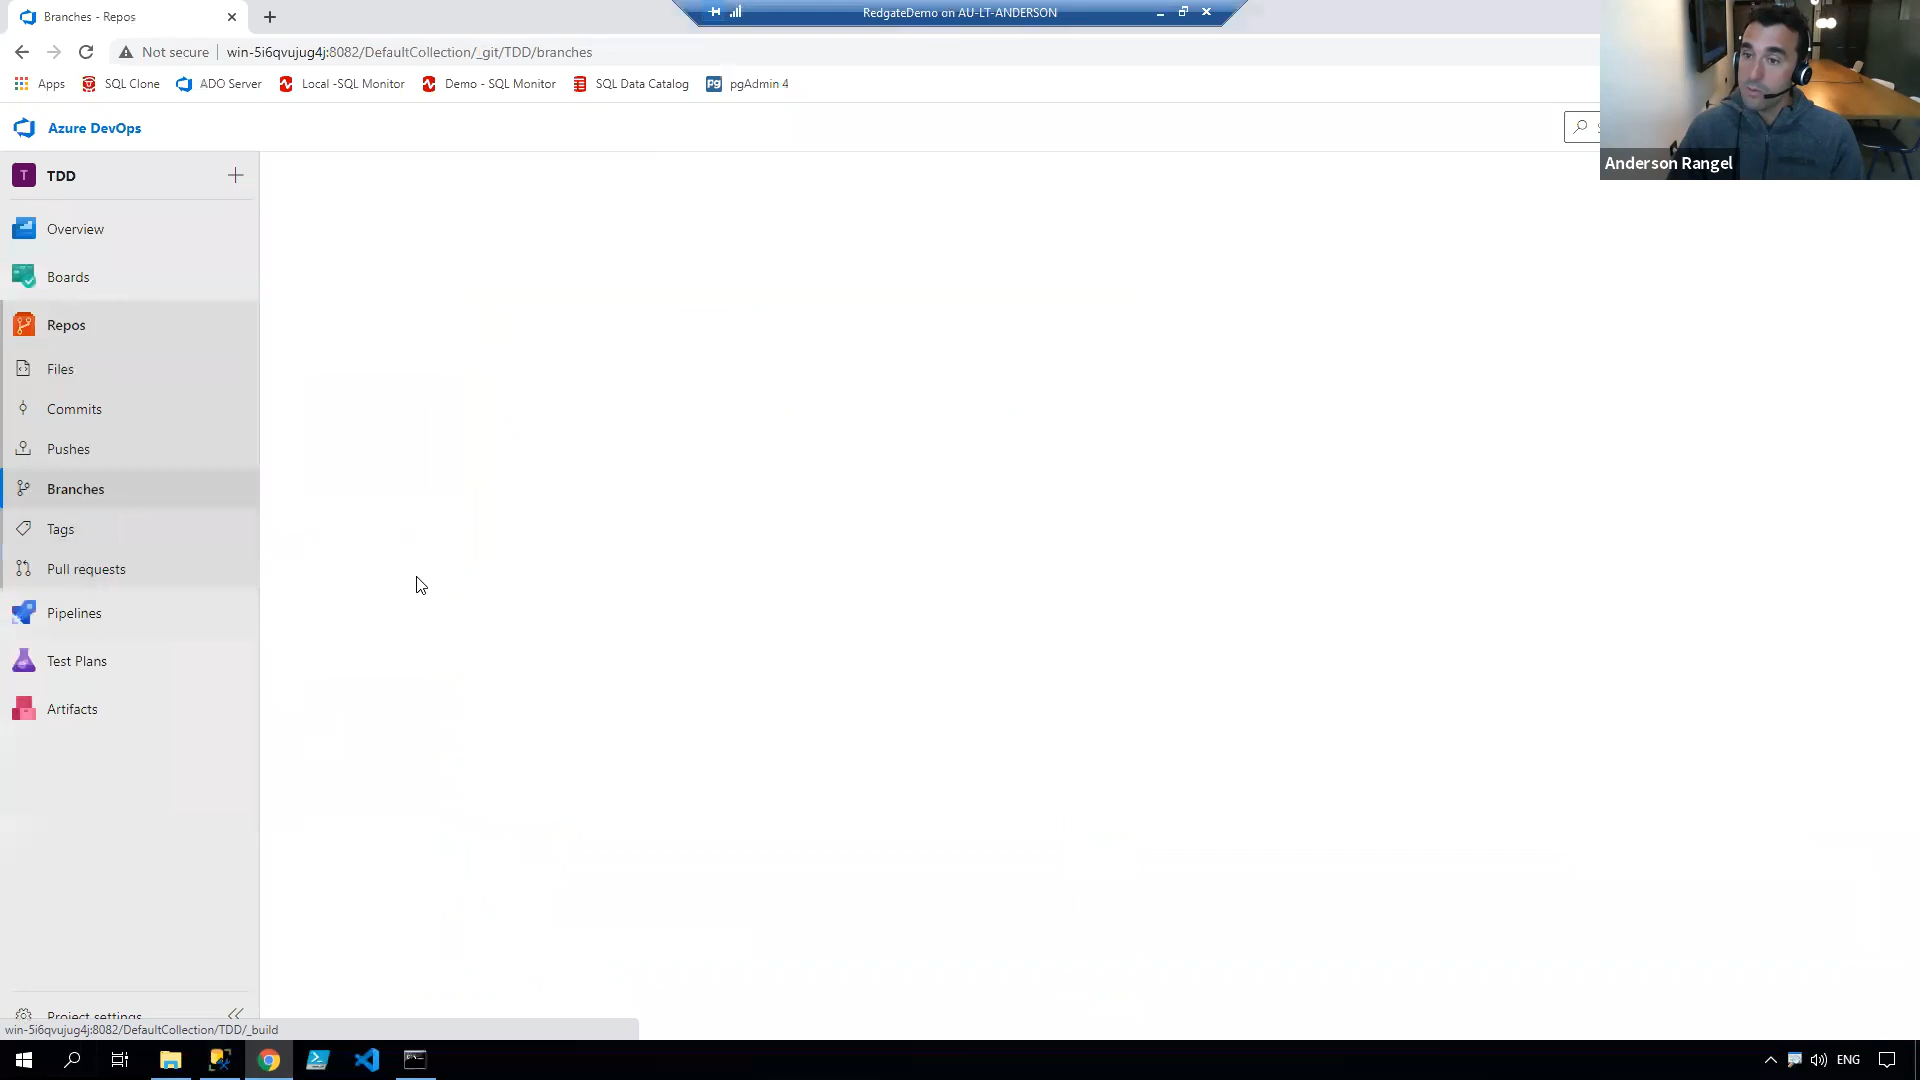 Branches - Repos
RedgateDemo on AU-LT-ANDERSON
Not secure
win-5i6qvujug4j:8082/DefaultCollection/_git/TDD/branches
Apps
SQL Clone
ADO Server
Local -SQL Monitor
Demo - SQL Monitor
SQL Data Catalog
pgAdmin 4
Azure DevOps
Anderson Rangel
T
TDD
Overview
Boards
Repos
Files
Commits
Pushes
Branches
Tags
Pull requests
Pipelines
Test Plans
Artifacts
Project settings
win-5i6qvujug4j:8082/DefaultCollection/TDD/_build
ENG